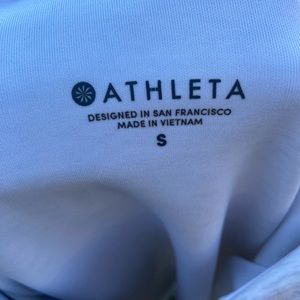 ATHLETA
DESIGNED IN SAN FRANCISCO
MADE IN VIETNAM
S